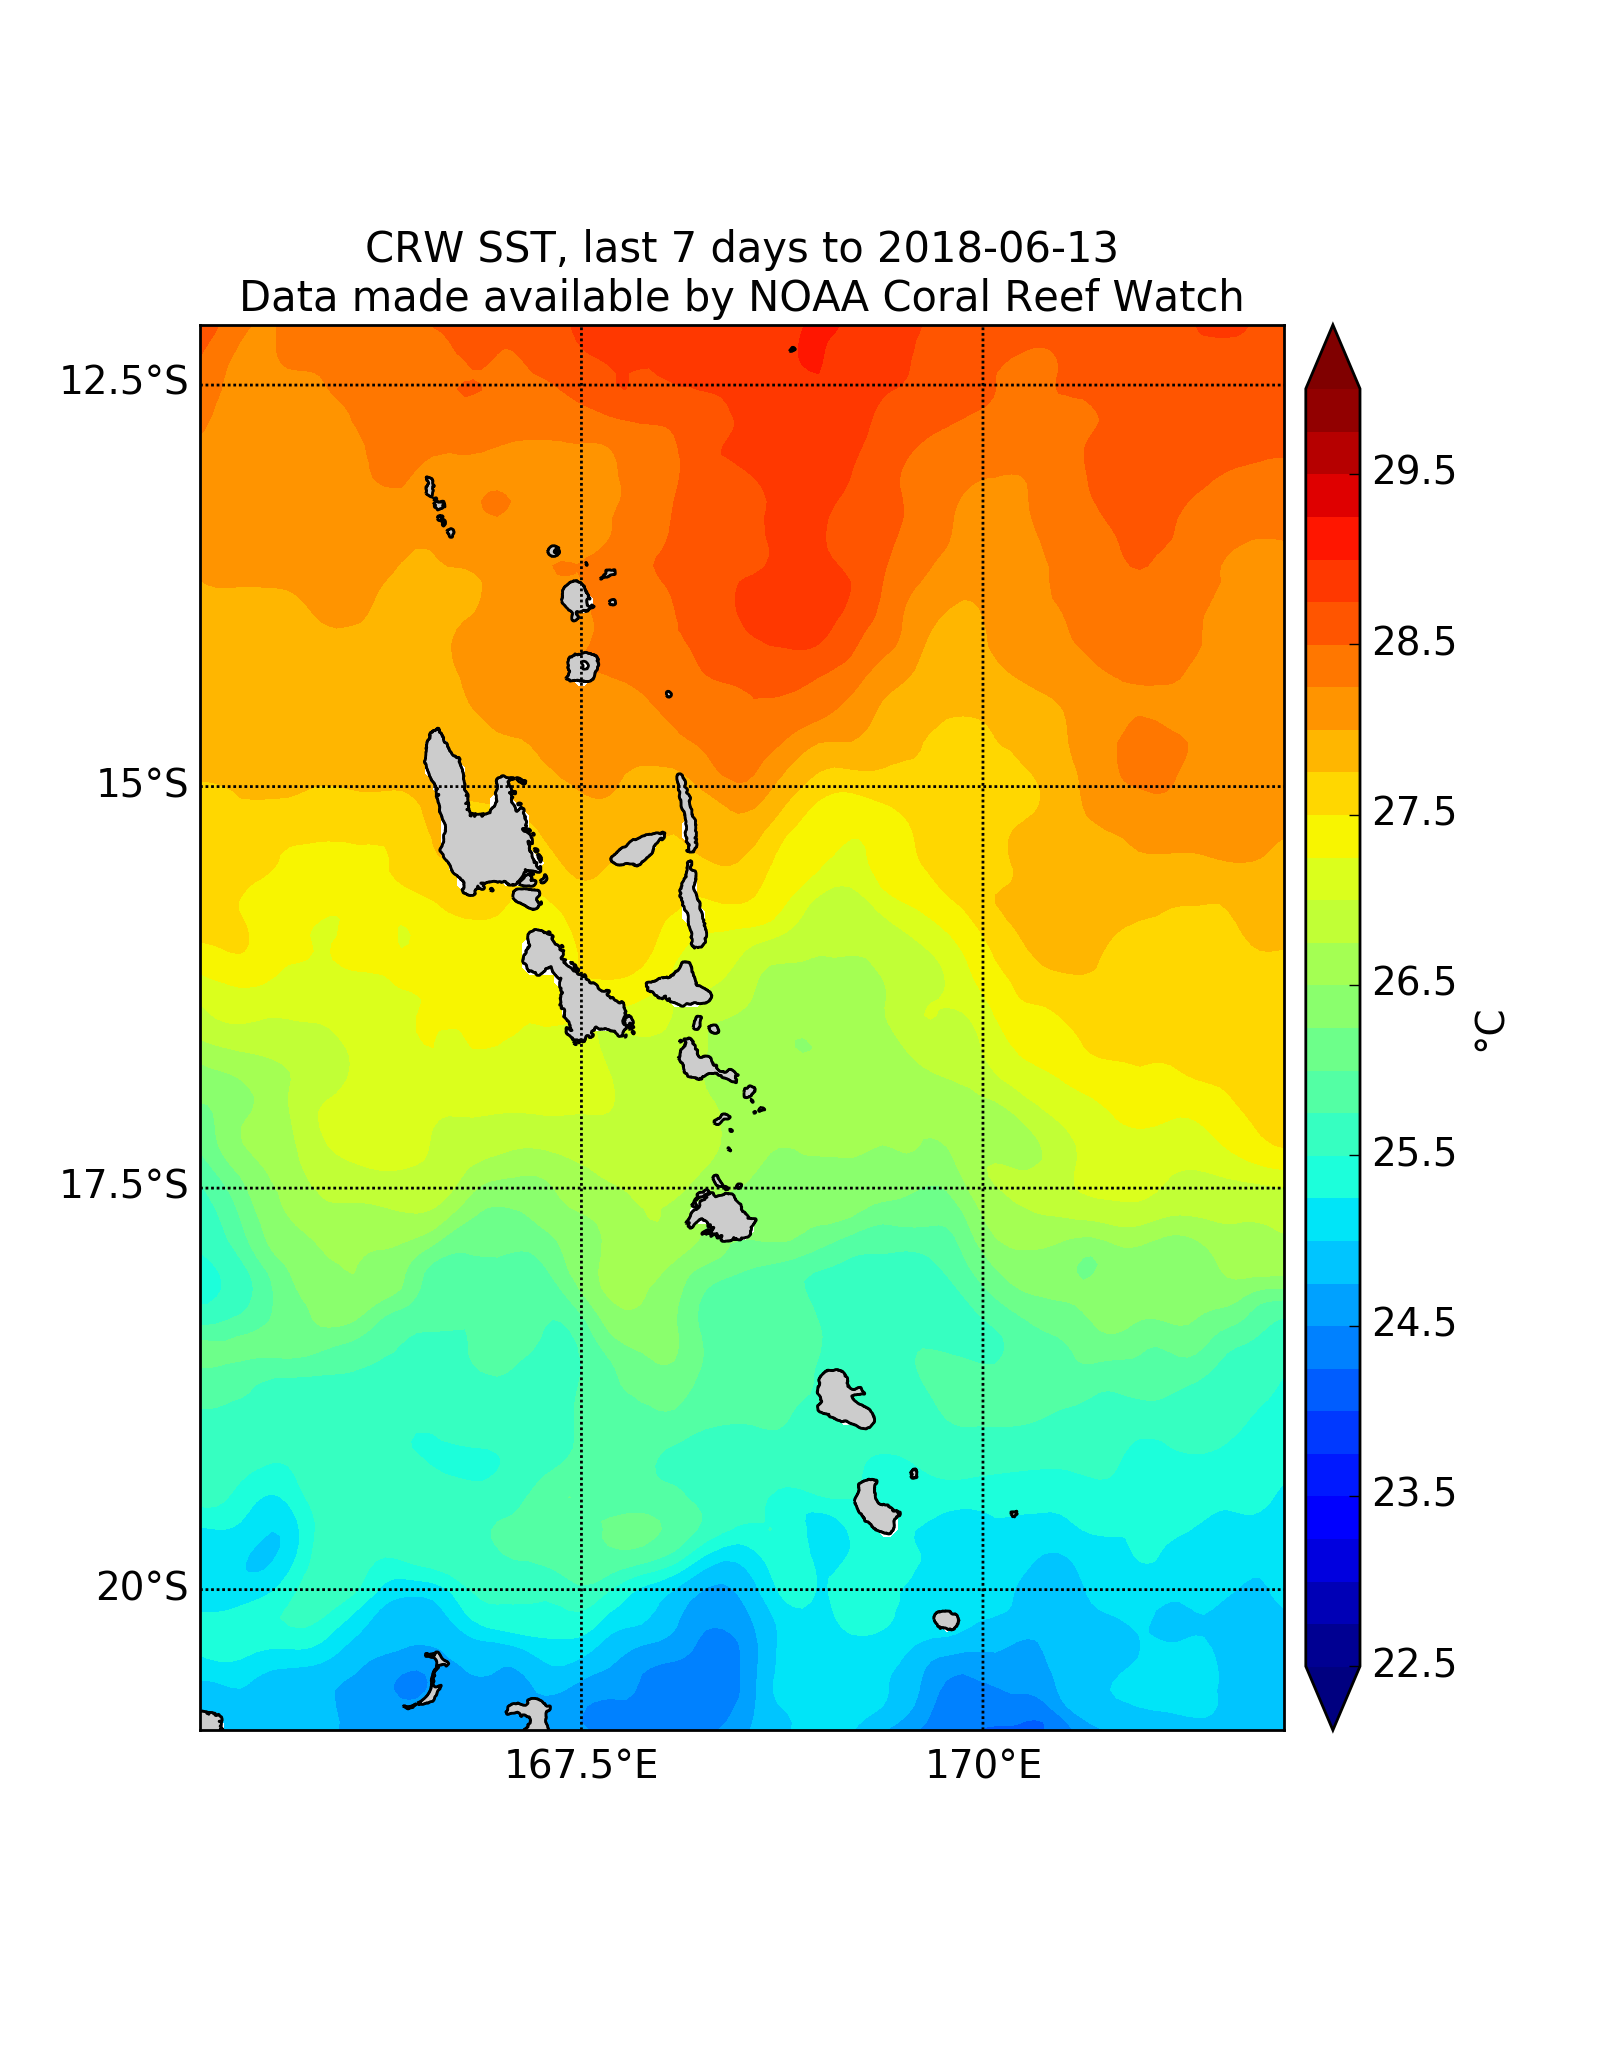 CRW SST, last 7 days to 2018-06-13
Data made available by NOAA Coral Reef Watch
12.5°S
15°S
17.5°S
20°S
167.5°E
170°E
29.5
28.5
27.5
26.5
25.5
24.5
23.5
22.5
°C